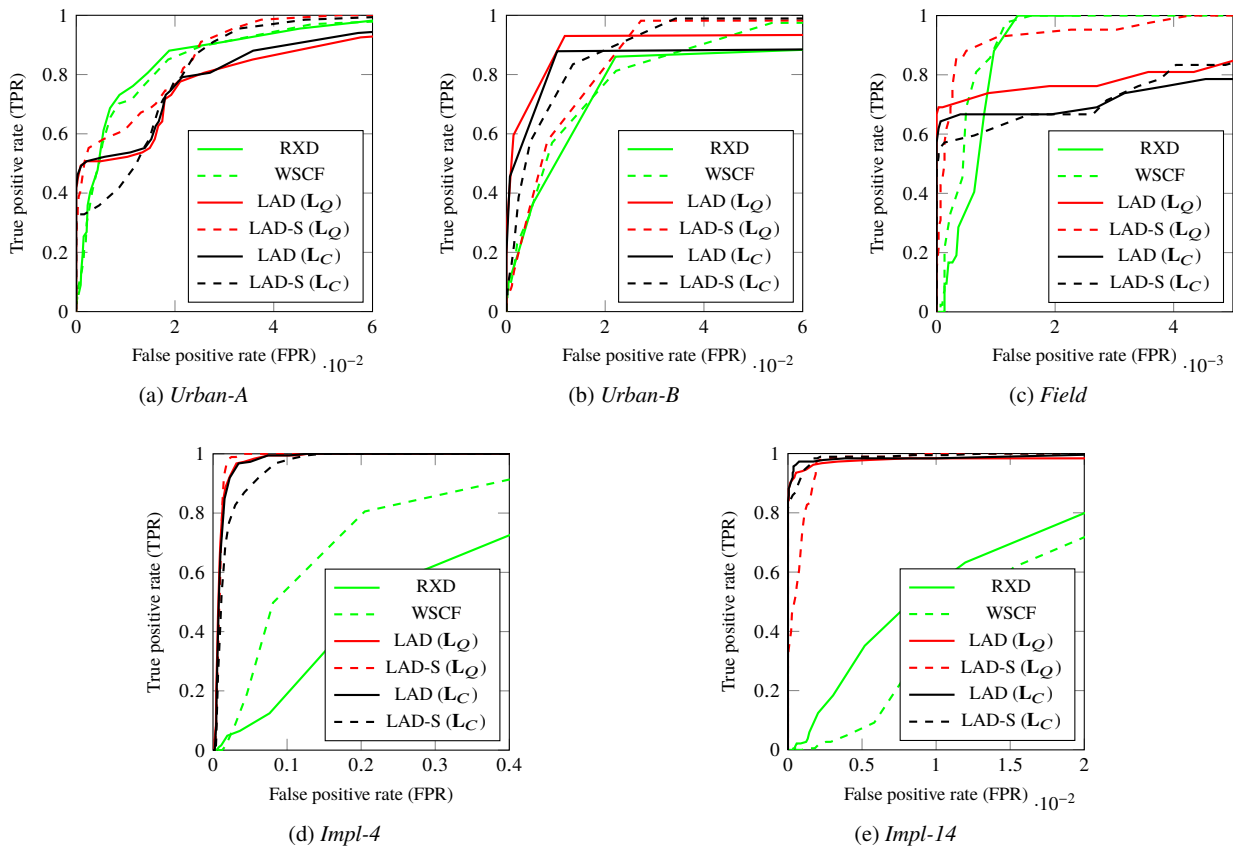 True positive rate (TPR)
1
0.8
0.6
0.4
0.2
0
0
2
4
6
RXD
WSCF
LAD (L_Q)
LAD-S (L_Q)
LAD (L_C)
LAD-S (L_C)
False positive rate (FPR)
·10⁻²
(a) Urban-A
True positive rate (TPR)
1
0.8
0.6
0.4
0.2
0
0
2
4
6
RXD
WSCF
LAD (L_Q)
LAD-S (L_Q)
LAD (L_C)
LAD-S (L_C)
False positive rate (FPR)
·10⁻²
(b) Urban-B
True positive rate (TPR)
1
0.8
0.6
0.4
0.2
0
0
2
4
RXD
WSCF
LAD (L_Q)
LAD-S (L_Q)
LAD (L_C)
LAD-S (L_C)
False positive rate (FPR)
·10⁻³
(c) Field
True positive rate (TPR)
1
0.8
0.6
0.4
0.2
0
0
0.1
0.2
0.3
0.4
RXD
WSCF
LAD (L_Q)
LAD-S (L_Q)
LAD (L_C)
LAD-S (L_C)
False positive rate (FPR)
(d) Impl-4
True positive rate (TPR)
1
0.8
0.6
0.4
0.2
0
0
0.5
1
1.5
2
RXD
WSCF
LAD (L_Q)
LAD-S (L_Q)
LAD (L_C)
LAD-S (L_C)
False positive rate (FPR)
·10⁻²
(e) Impl-14